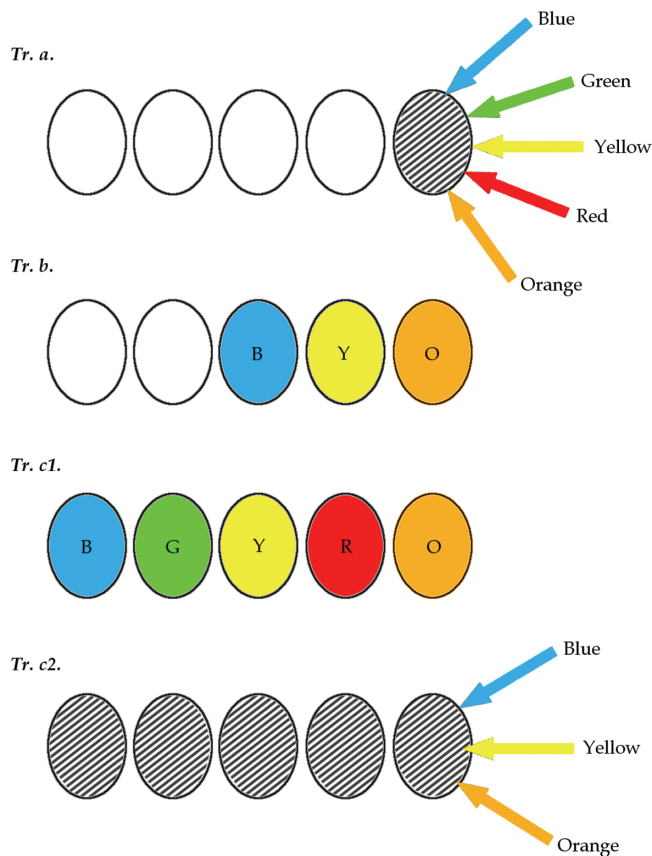 Blue
Tr. a.
Green
Yellow
Red
Orange
Tr. b.
B Y O
Tr. c1.
B G Y R O
Tr. c2.
Blue
Yellow
Orange